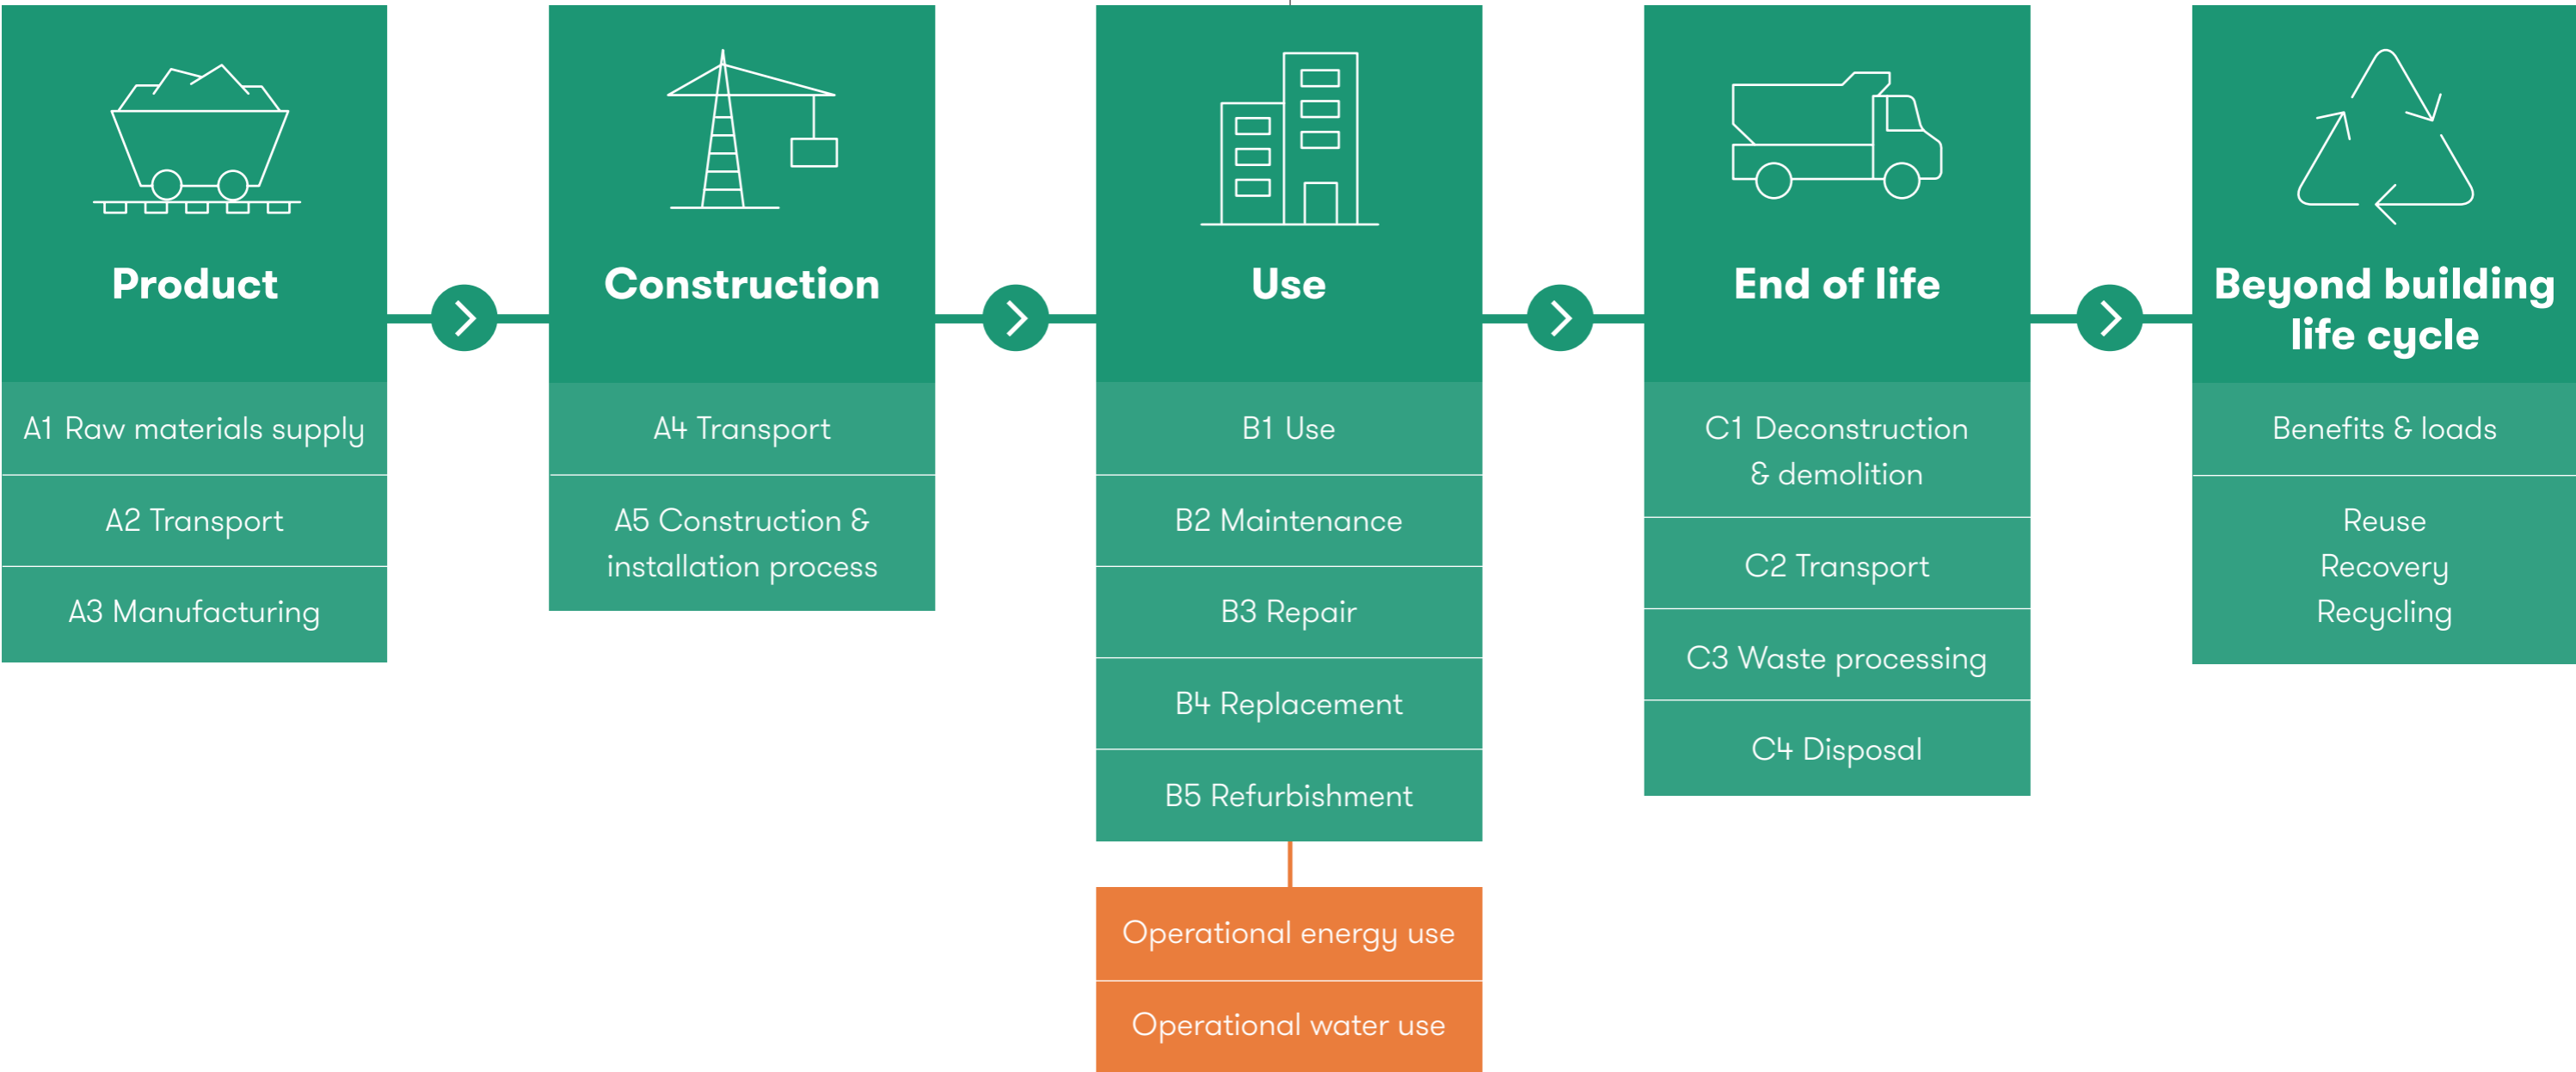 Product
A1 Raw materials supply
A2 Transport
A3 Manufacturing
Construction
A4 Transport
A5 Construction &
installation process
Use
B1 Use
B2 Maintenance
B3 Repair
B4 Replacement
B5 Refurbishment
Operational energy use
Operational water use
End of life
C1 Deconstruction
& demolition
C2 Transport
C3 Waste processing
C4 Disposal
Beyond building
life cycle
Benefits & loads
Reuse
Recovery
Recycling